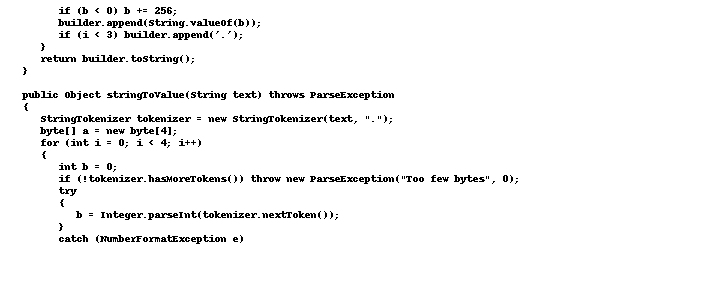 if (b < 0) b += 256;
builder.append(String.valueOf(b));
if (i < 3) builder.append('.');
}
return builder.toString();
}
public Object stringToValue(String text) throws ParseException
{
StringTokenizer tokenizer = new StringTokenizer(text, ".");
byte[] a = new byte[4];
for (int i = 0; i < 4; i++)
{
int b = 0;
if (!tokenizer.hasMoreTokens()) throw new ParseException("Too few bytes", 0);
try
{
b = Integer.parseInt(tokenizer.nextToken());
}
catch (NumberFormatException e)